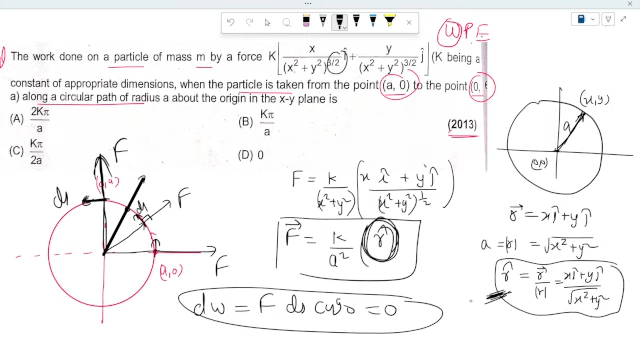 W P E
The work done on a particle of mass m by a force K[ x/(x² + y²)^3/2 î + y/(x² + y²)^3/2 ĵ ] (K being a
constant of appropriate dimensions, when the particle is taken from the point (a, 0) to the point (0,
a) along a circular path of radius a about the origin in the x-y plane is
(A) 2Kπ/a
(B) Kπ/a
(2013)
(C) Kπ/2a
(D) 0
F
(0,a)
ds
ds
F
(a,0)
F
F = k/(x²+y²) ( x î + y ĵ / (x²+y²)^1/2 )
F⃗ = k/a² r̂
dw = F ds cos90 = 0
(x,y)
a
(0,0)
r⃗ = xî + yĵ
a = |r| = √x²+y²
r̂ = r⃗/|r| = xî+yĵ/√x²+y²